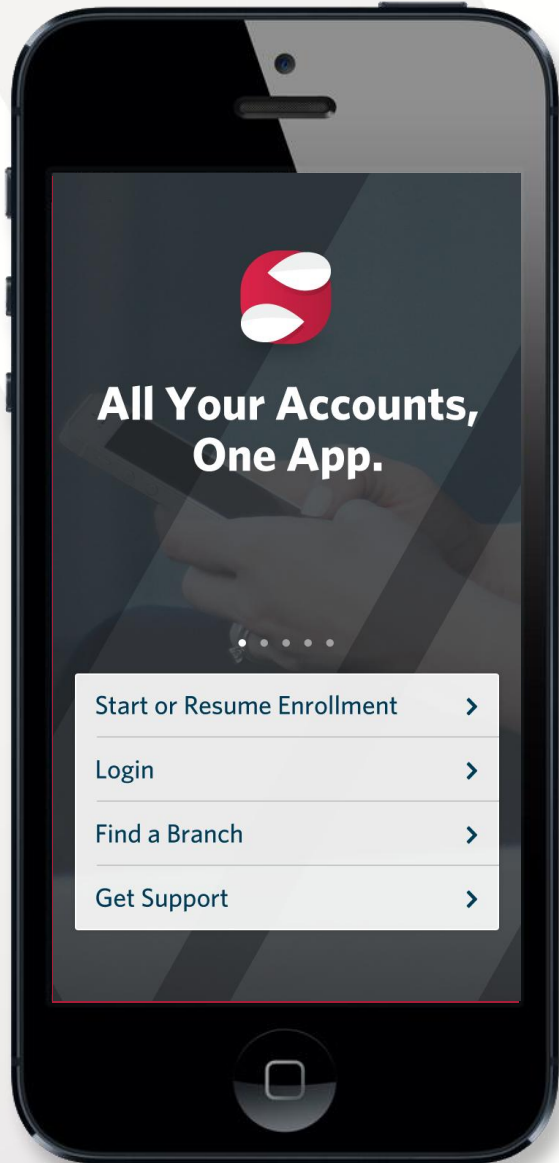 All Your Accounts,
One App.
Start or Resume Enrollment
Login
Find a Branch
Get Support